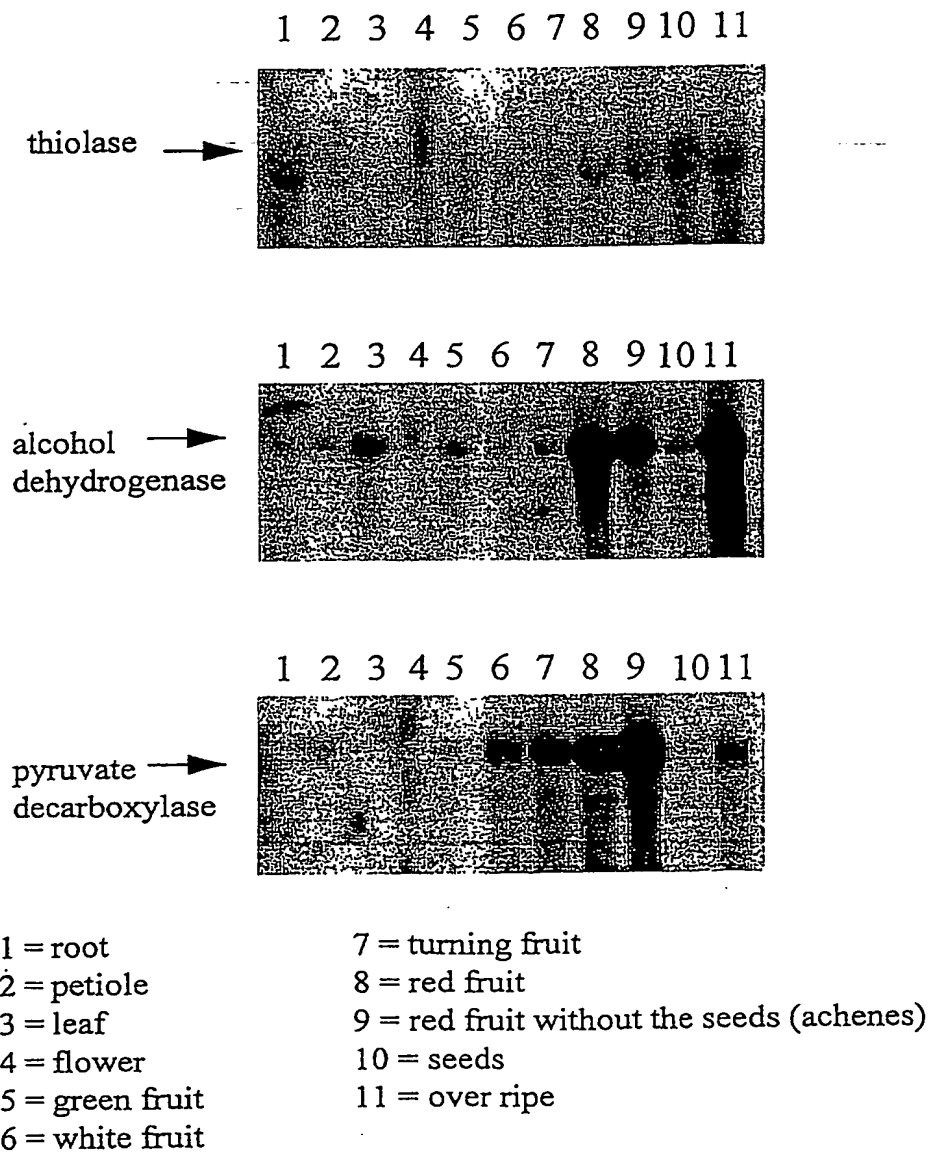 1 2 3 4 5 6 7 8 9 10 11
thiolase
1 2 3 4 5 6 7 8 9 10 11
alcohol
dehydrogenase
1 2 3 4 5 6 7 8 9 10 11
pyruvate
decarboxylase
1 = root
2 = petiole
3 = leaf
4 = flower
5 = green fruit
6 = white fruit
7 = turning fruit
8 = red fruit
9 = red fruit without the seeds (achenes)
10 = seeds
11 = over ripe